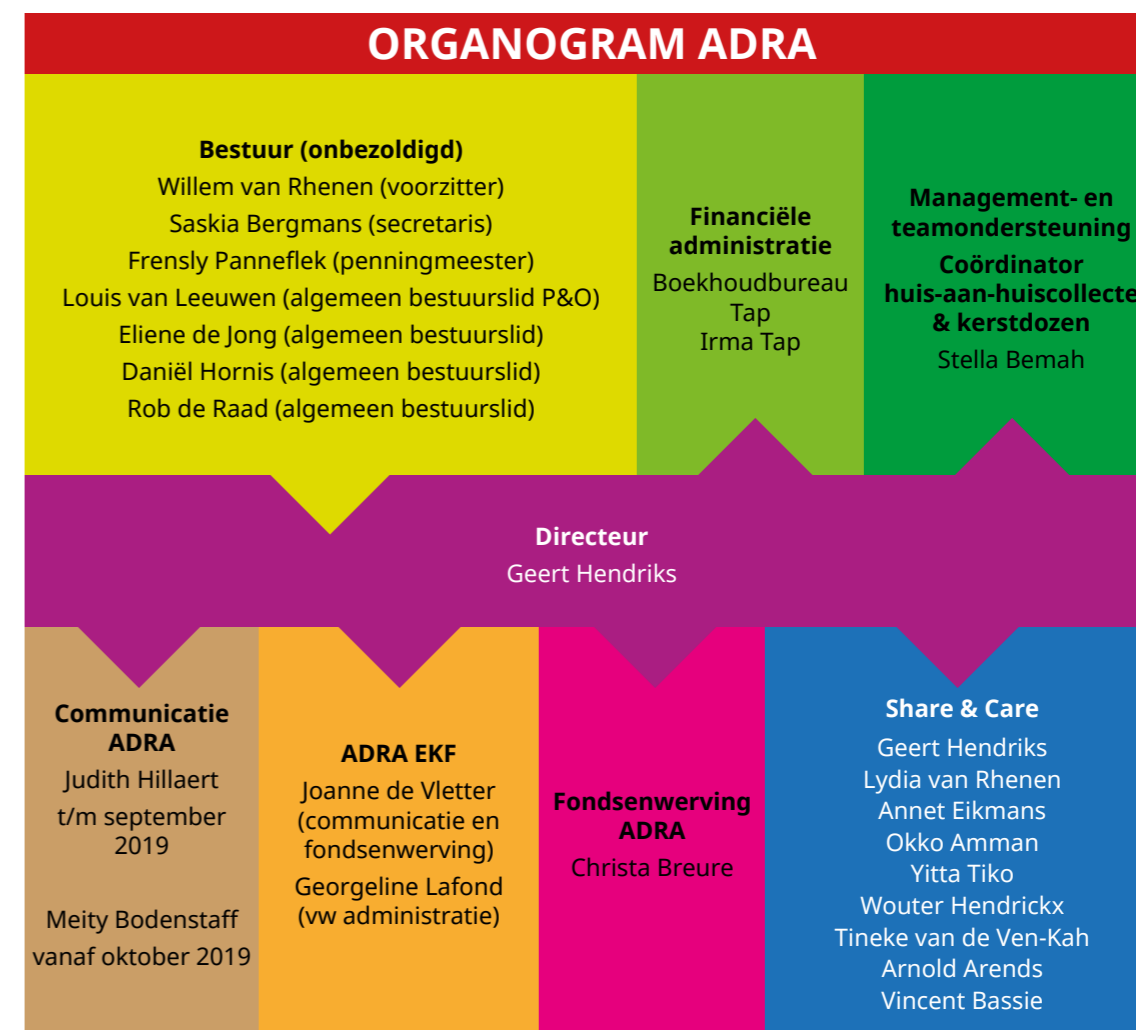 ORGANOGRAM ADRA
Bestuur (onbezoldigd)
Willem van Rhenen (voorzitter)
Saskia Bergmans (secretaris)
Frensly Panneflek (penningmeester)
Louis van Leeuwen (algemeen bestuurslid P&O)
Eliene de Jong (algemeen bestuurslid)
Daniël Hornis (algemeen bestuurslid)
Rob de Raad (algemeen bestuurslid)
Financiële
administratie
Boekhoudbureau
Tap
Irma Tap
Management- en
teamondersteuning
Coördinator
huis-aan-huiscollecte
& kerstdozen
Stella Bemah
Directeur
Geert Hendriks
Communicatie
ADRA
Judith Hillaert
t/m september
2019
Meity Bodenstaff
vanaf oktober 2019
ADRA EKF
Joanne de Vletter
(communicatie en
fondsenwerving)
Georgeline Lafond
(vw administratie)
Fondsenwerving
ADRA
Christa Breure
Share & Care
Geert Hendriks
Lydia van Rhenen
Annet Eikmans
Okko Amman
Yitta Tiko
Wouter Hendrickx
Tineke van de Ven-Kah
Arnold Arends
Vincent Bassie